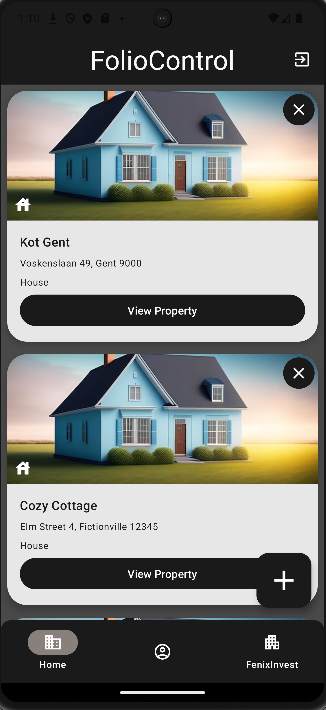 1:10
FolioControl
Kot Gent
Voskenslaan 49, Gent 9000
House
View Property
Cozy Cottage
Elm Street 4, Fictionville 12345
House
View Property
Home
FenixInvest